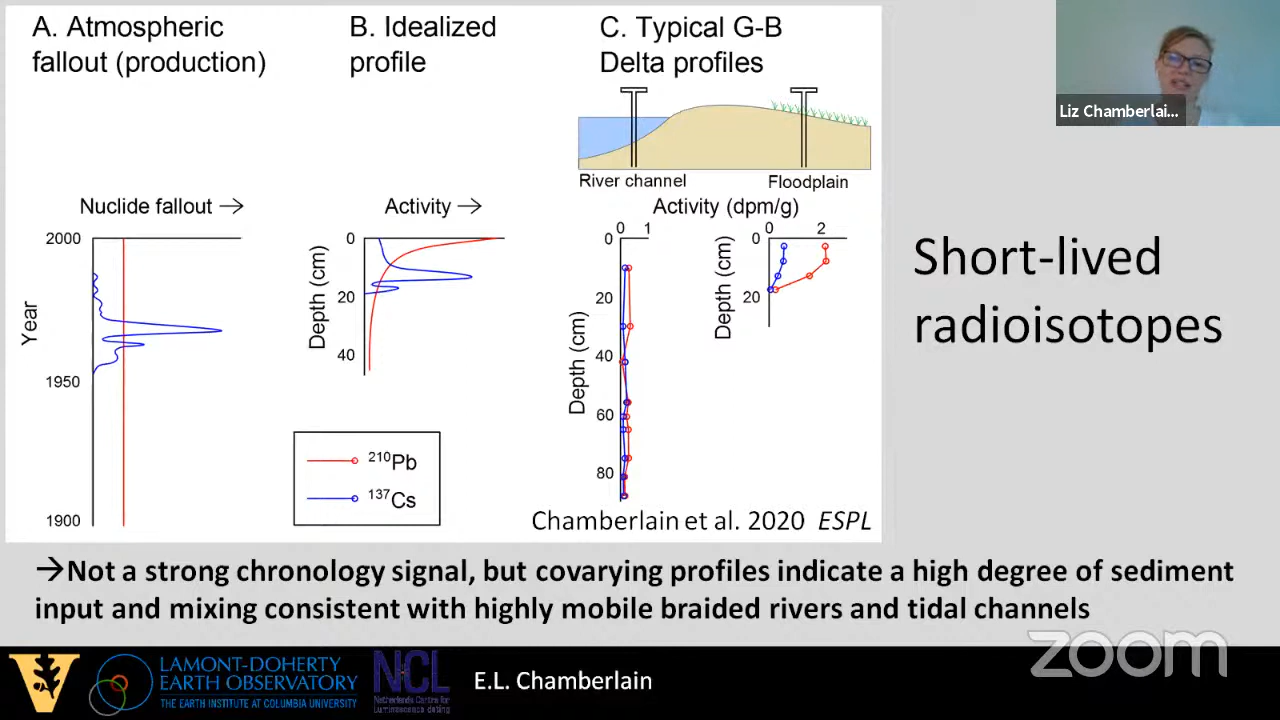 A. Atmospheric
fallout (production)
B. Idealized
profile
C. Typical G-B
Delta profiles
Liz Chamberlai...
River channel
Floodplain
Nuclide fallout →
2000
Year
1950
1900
Activity →
0
Depth (cm)
20
40
210Pb
137Cs
Activity (dpm/g)
0 1
0
20
40
60
80
Depth (cm)
0 2
0
20
Depth (cm)
Chamberlain et al. 2020 ESPL
Short-lived
radioisotopes
→Not a strong chronology signal, but covarying profiles indicate a high degree of sediment
input and mixing consistent with highly mobile braided rivers and tidal channels
zoom
LAMONT-DOHERTY
EARTH OBSERVATORY
THE EARTH INSTITUTE AT COLUMBIA UNIVERSITY
NCL
Netherlands Centre for
Luminescence dating
E.L. Chamberlain